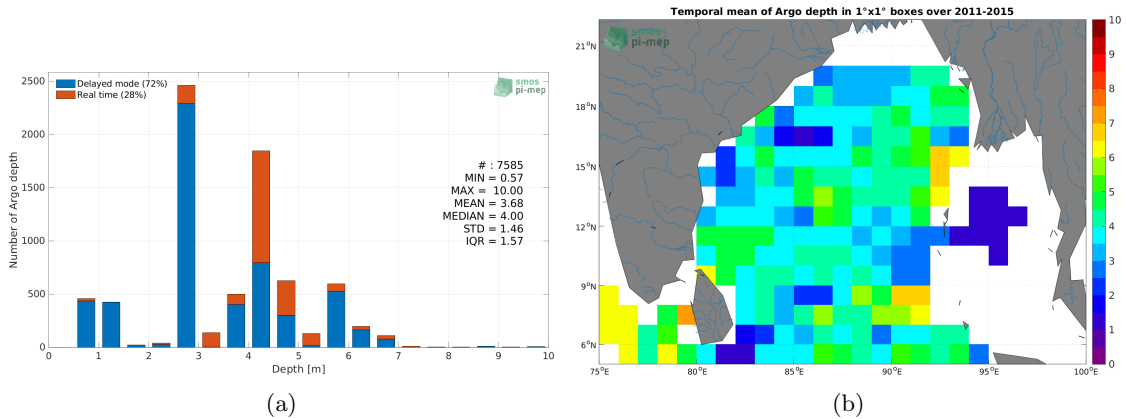 2500
2000
1500
1000
500
0
Number of Argo depth
Delayed mode (72%)
Real time (28%)
smos
pi-mep
# : 7585
MIN = 0.57
MAX = 10.00
MEAN = 3.68
MEDIAN = 4.00
STD = 1.46
IQR = 1.57
0 1 2 3 4 5 6 7 8 9 10
Depth [m]
(a)
Temporal mean of Argo depth in 1°x1° boxes over 2011-2015
smos
pi-mep
21°N
18°N
15°N
12°N
9°N
6°N
75°E 80°E 85°E 90°E 95°E 100°E
10
9
8
7
6
5
4
3
2
1
0
(b)